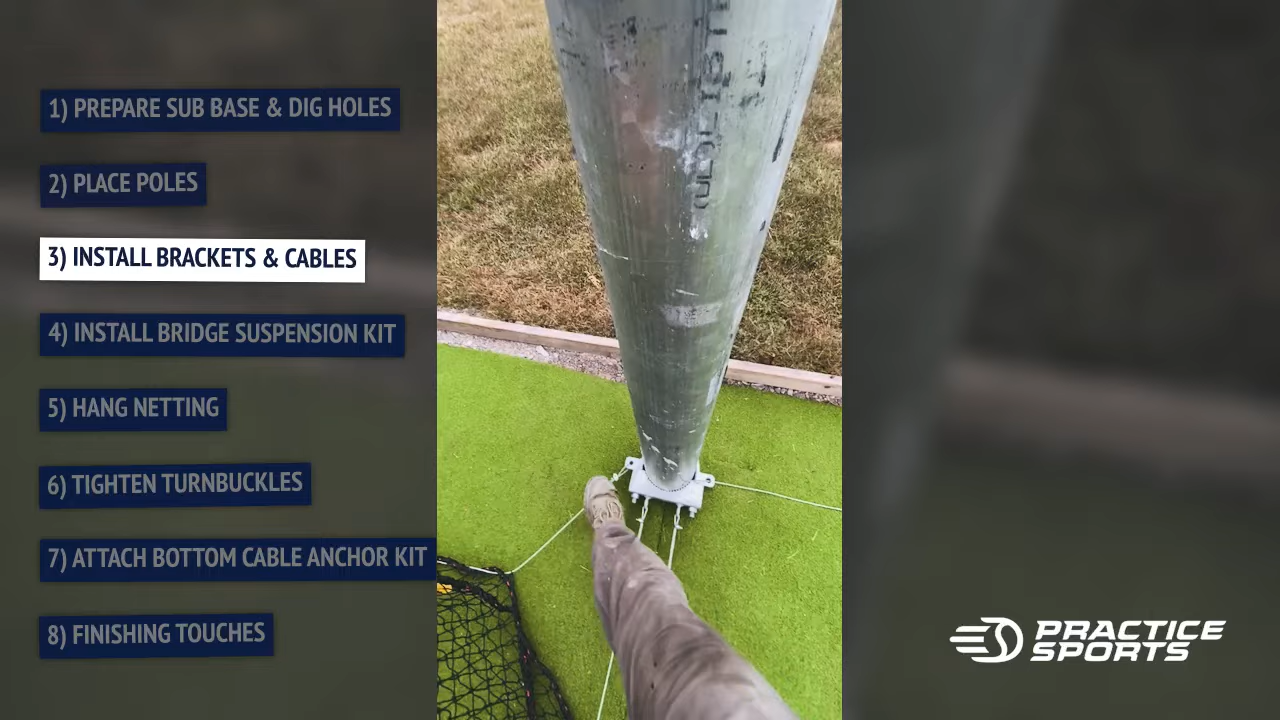 1) PREPARE SUB BASE & DIG HOLES
2) PLACE POLES
3) INSTALL BRACKETS & CABLES
4) INSTALL BRIDGE SUSPENSION KIT
5) HANG NETTING
6) TIGHTEN TURNBUCKLES
7) ATTACH BOTTOM CABLE ANCHOR KIT
8) FINISHING TOUCHES
PRACTICE
SPORTS